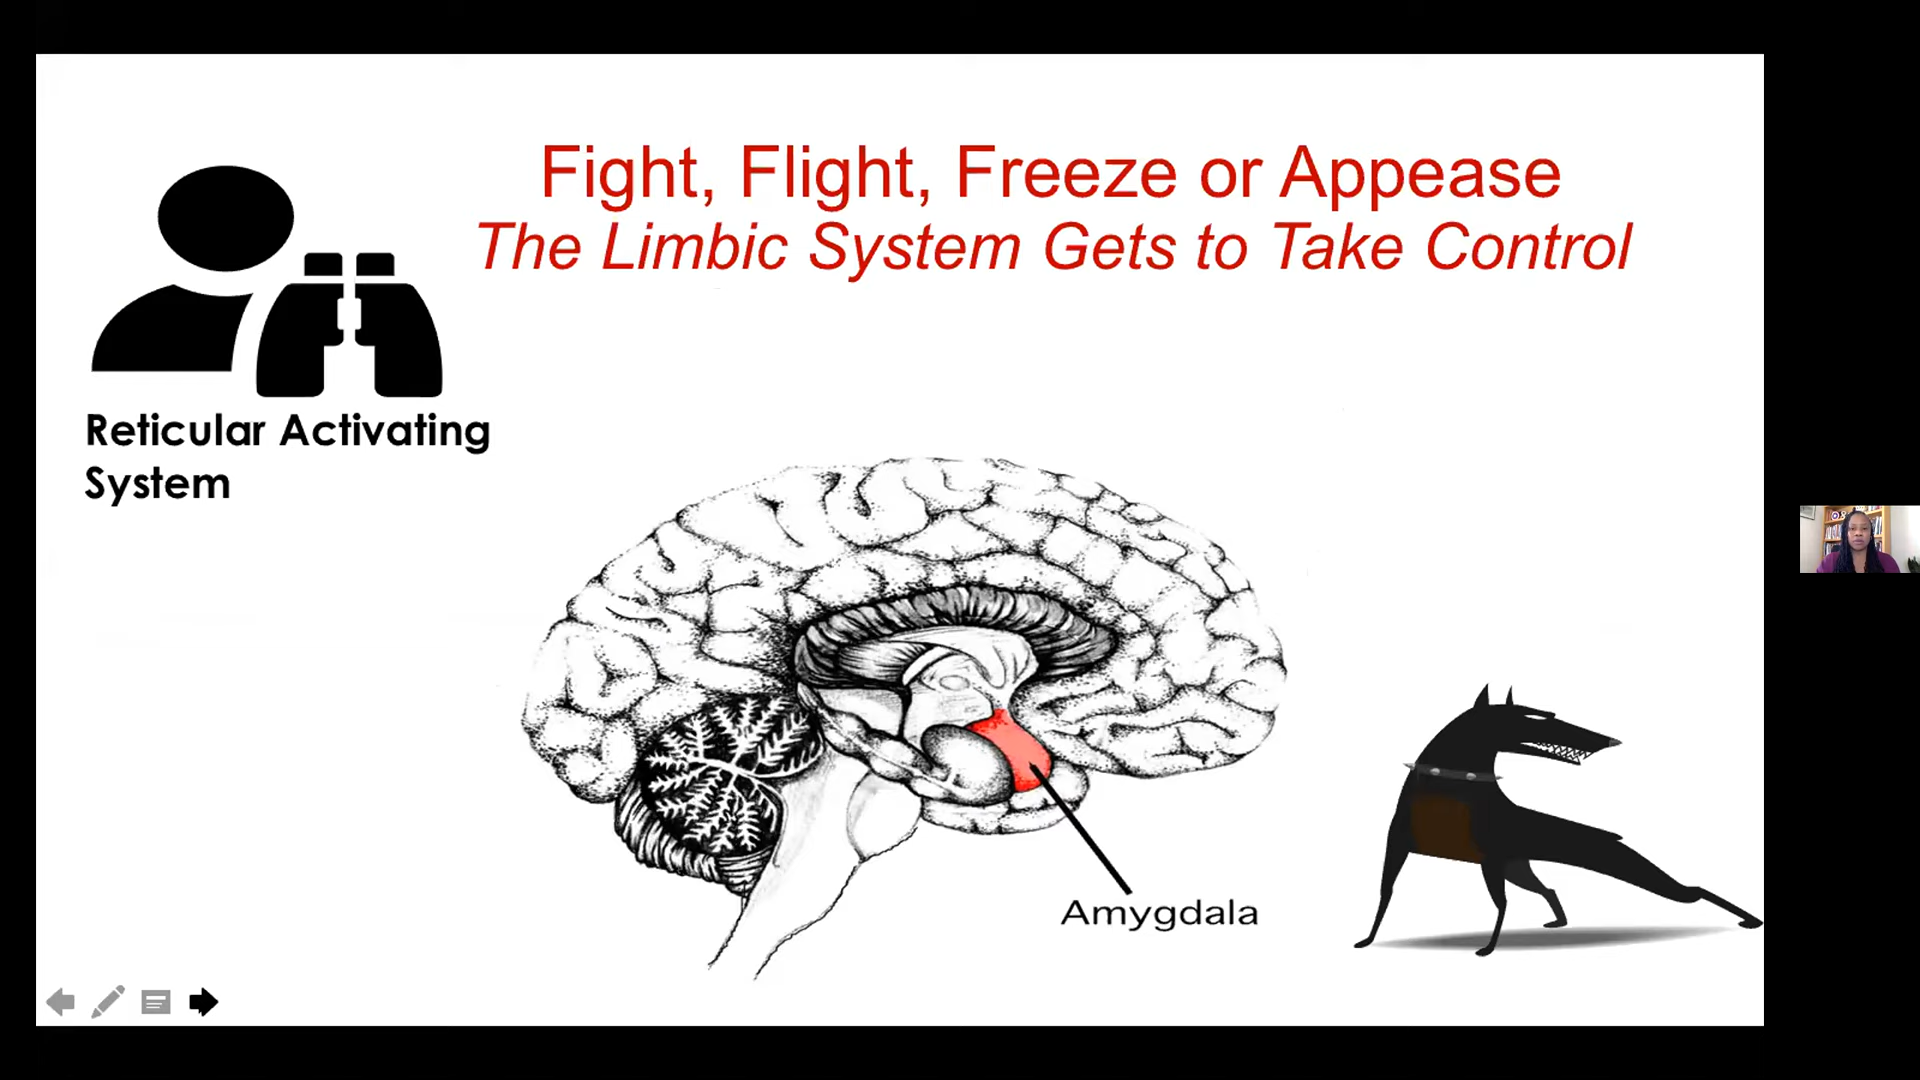 Fight, Flight, Freeze or Appease
The Limbic System Gets to Take Control
Reticular Activating
System
Amygdala